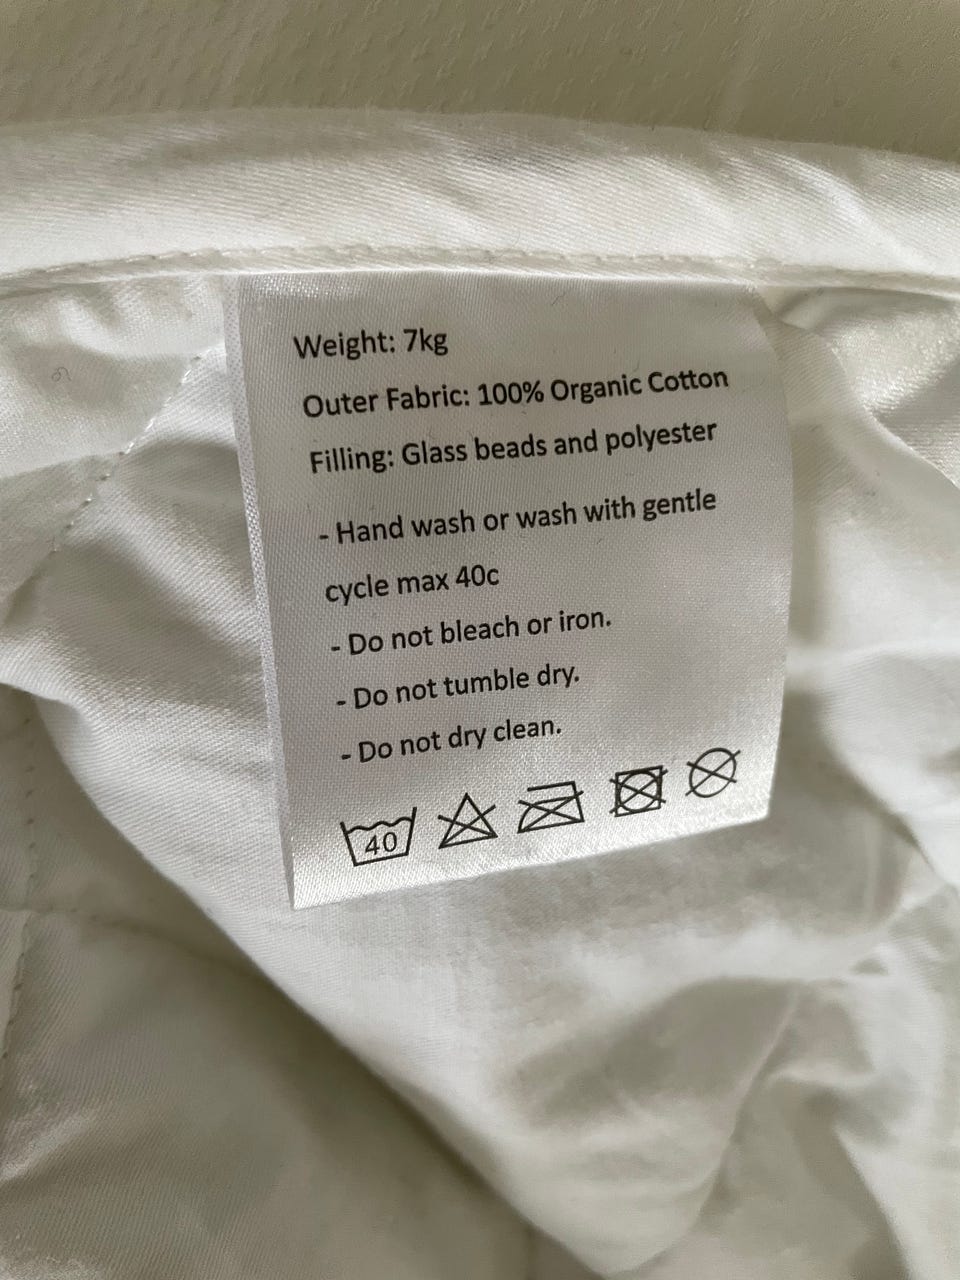 Weight: 7kg
Outer Fabric: 100% Organic Cotton
Filling: Glass beads and polyester
- Hand wash or wash with gentle
cycle max 40c
- Do not bleach or iron.
- Do not tumble dry.
- Do not dry clean.
40